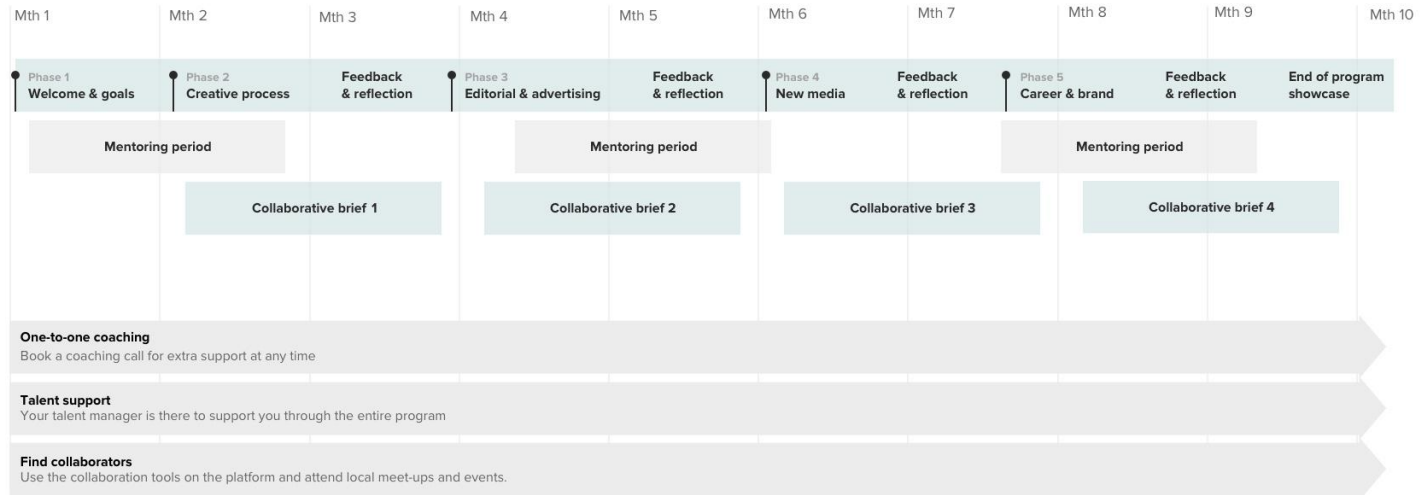 Mth 1
Mth 2
Mth 3
Mth 4
Mth 5
Mth 6
Mth 7
Mth 8
Mth 9
Mth 10
Phase 1
Welcome & goals
Phase 2
Creative process
Feedback
& reflection
Phase 3
Editorial & advertising
Feedback
& reflection
Phase 4
New media
Feedback
& reflection
Phase 5
Career & brand
Feedback
& reflection
End of program
showcase
Mentoring period
Mentoring period
Mentoring period
Collaborative brief 1
Collaborative brief 2
Collaborative brief 3
Collaborative brief 4
One-to-one coaching
Book a coaching call for extra support at any time
Talent support
Your talent manager is there to support you through the entire program
Find collaborators
Use the collaboration tools on the platform and attend local meet-ups and events.